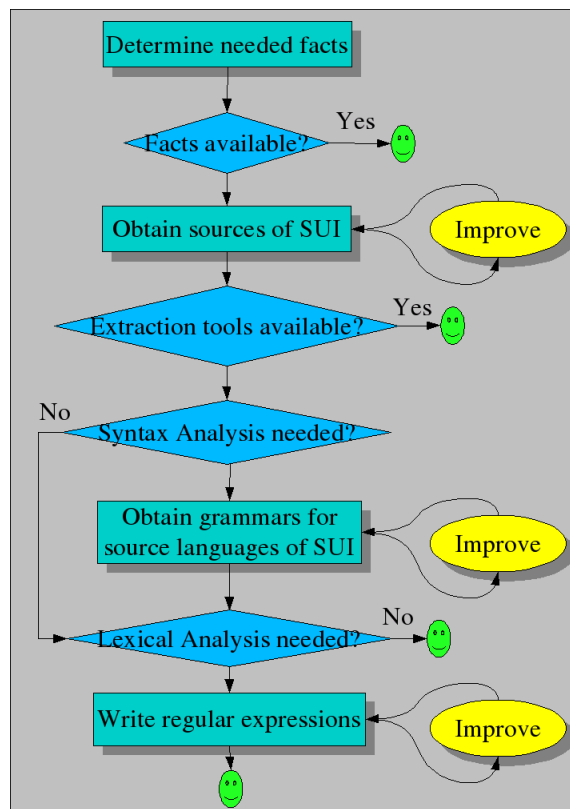 Determine needed facts
Yes
Facts available?
Obtain sources of SUI
Improve
Yes
Extraction tools available?
No
Syntax Analysis needed?
Obtain grammars for
source languages of SUI
Improve
No
Lexical Analysis needed?
Write regular expressions
Improve